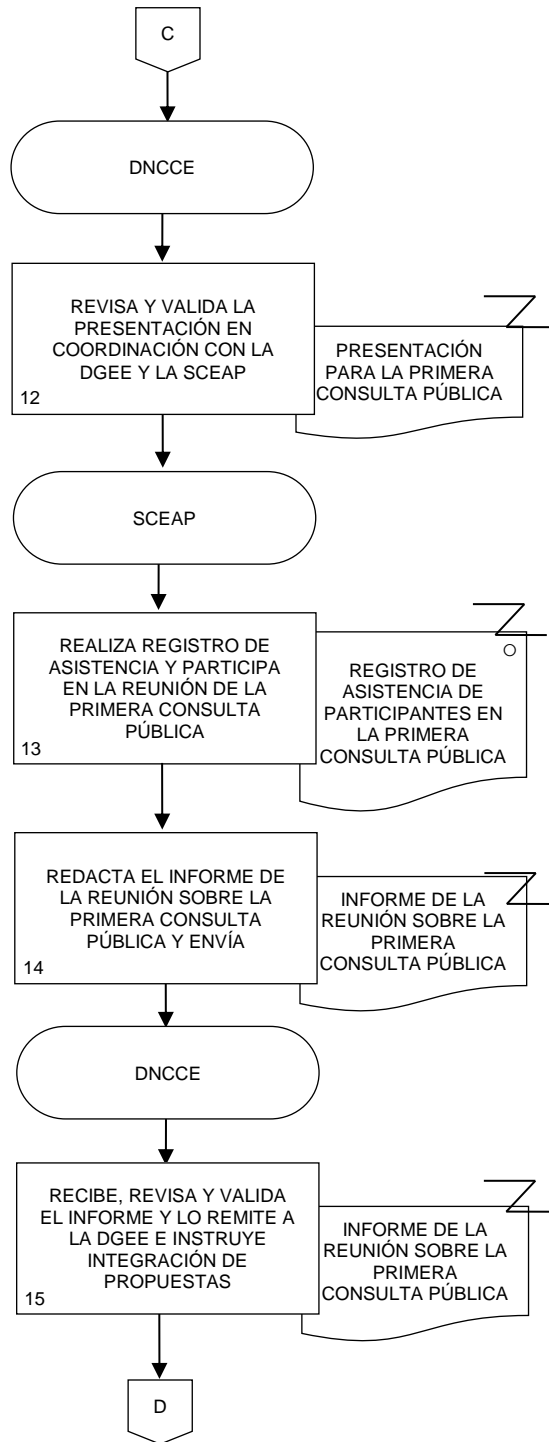 C
DNCCE
REVISA Y VALIDA LA
PRESENTACIÓN EN
COORDINACIÓN CON LA
DGEE Y LA SCEAP
12
PRESENTACIÓN
PARA LA PRIMERA
CONSULTA PÚBLICA
SCEAP
REALIZA REGISTRO DE
ASISTENCIA Y PARTICIPA
EN LA REUNIÓN DE LA
PRIMERA CONSULTA
PÚBLICA
13
REGISTRO DE
ASISTENCIA DE
PARTICIPANTES EN
LA PRIMERA
CONSULTA PÚBLICA
REDACTA EL INFORME DE
LA REUNIÓN SOBRE LA
PRIMERA CONSULTA
PÚBLICA Y ENVÍA
14
INFORME DE LA
REUNIÓN SOBRE LA
PRIMERA
CONSULTA PÚBLICA
DNCCE
RECIBE, REVISA Y VALIDA
EL INFORME Y LO REMITE A
LA DGEE E INSTRUYE
INTEGRACIÓN DE
PROPUESTAS
15
INFORME DE LA
REUNIÓN SOBRE LA
PRIMERA
CONSULTA PÚBLICA
D